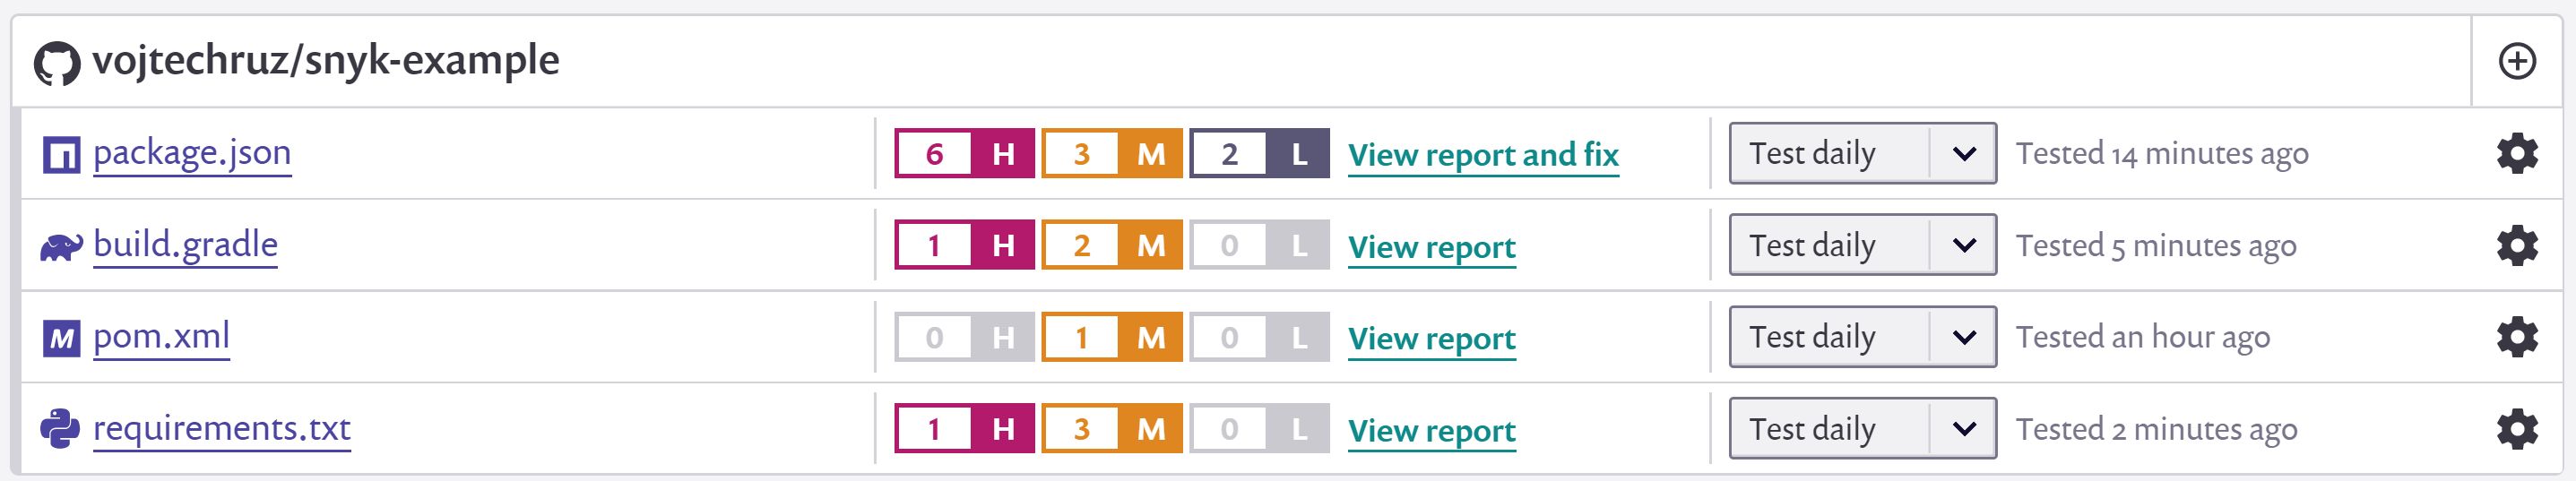 vojtechruz/snyk-example
package.json 6 H 3 M 2 L View report and fix Test daily Tested 14 minutes ago
build.gradle 1 H 2 M 0 L View report Test daily Tested 5 minutes ago
M pom.xml 0 H 1 M 0 L View report Test daily Tested an hour ago
requirements.txt 1 H 3 M 0 L View report Test daily Tested 2 minutes ago